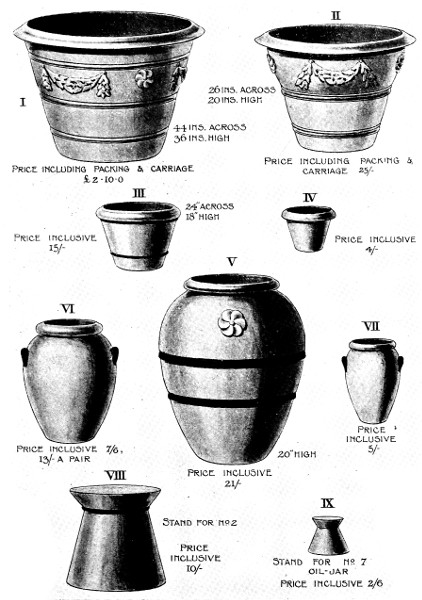 I
II
26 INS. ACROSS
20 INS. HIGH
44 INS. ACROSS
36 INS. HIGH
PRICE INCLUDING PACKING & CARRIAGE
£2-10-0
PRICE INCLUDING PACKING &
CARRIAGE 25/-
III
24" ACROSS
18" HIGH
PRICE INCLUSIVE
15/-
IV
PRICE INCLUSIVE
4/-
V
20" HIGH
PRICE INCLUSIVE
21/-
VI
PRICE INCLUSIVE 7/6,
13/- A PAIR
VII
PRICE
INCLUSIVE
5/-
VIII
STAND FOR No 2
PRICE
INCLUSIVE
10/-
IX
STAND FOR No 7
OIL-JAR
PRICE INCLUSIVE 2/6